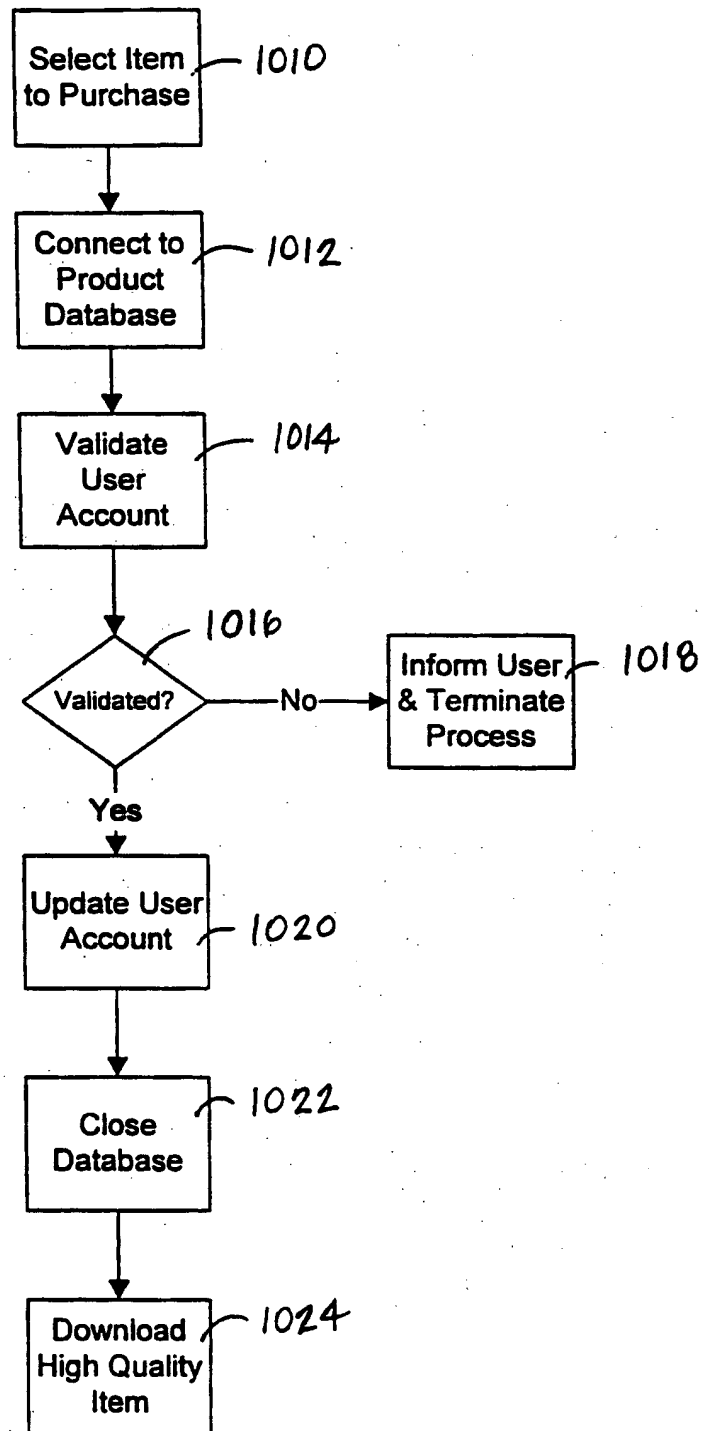 Select Item
to Purchase
1010
Connect to
Product
Database
1012
Validate
User
Account
1014
Validated?
1016
No
Inform User
& Terminate
Process
1018
Yes
Update User
Account
1020
Close
Database
1022
Download
High Quality
Item
1024